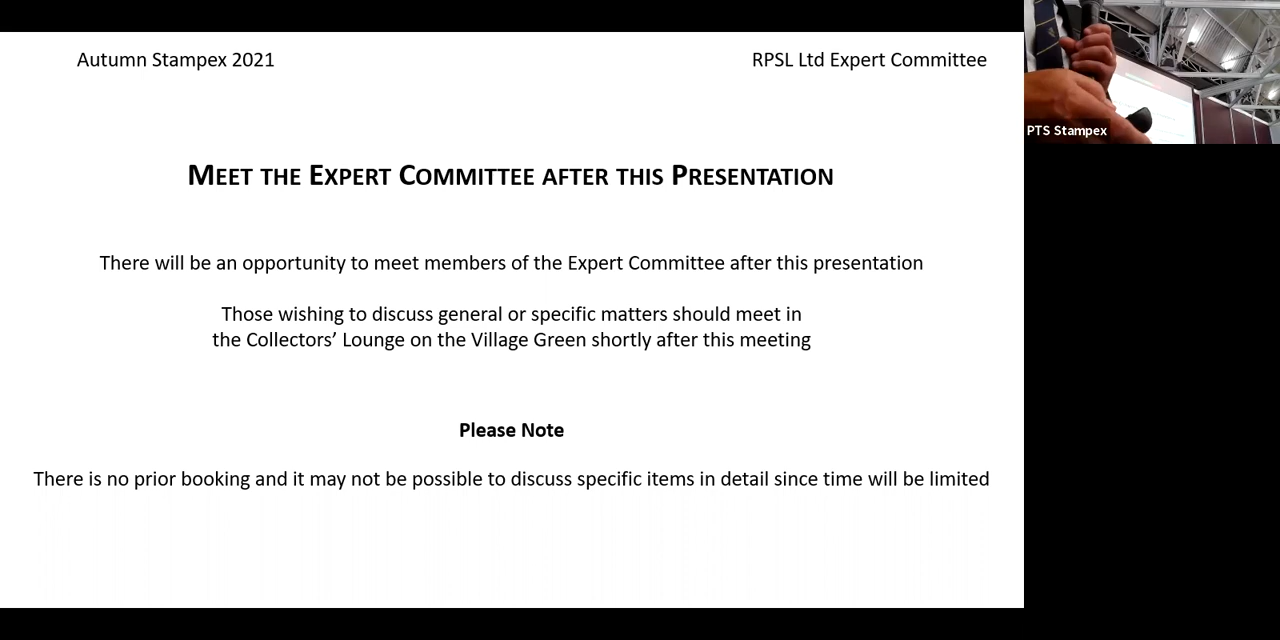 Autumn Stampex 2021
RPSL Ltd Expert Committee
PTS Stampex
MEET THE EXPERT COMMITTEE AFTER THIS PRESENTATION
There will be an opportunity to meet members of the Expert Committee after this presentation
Those wishing to discuss general or specific matters should meet in
the Collectors’ Lounge on the Village Green shortly after this meeting
Please Note
There is no prior booking and it may not be possible to discuss specific items in detail since time will be limited